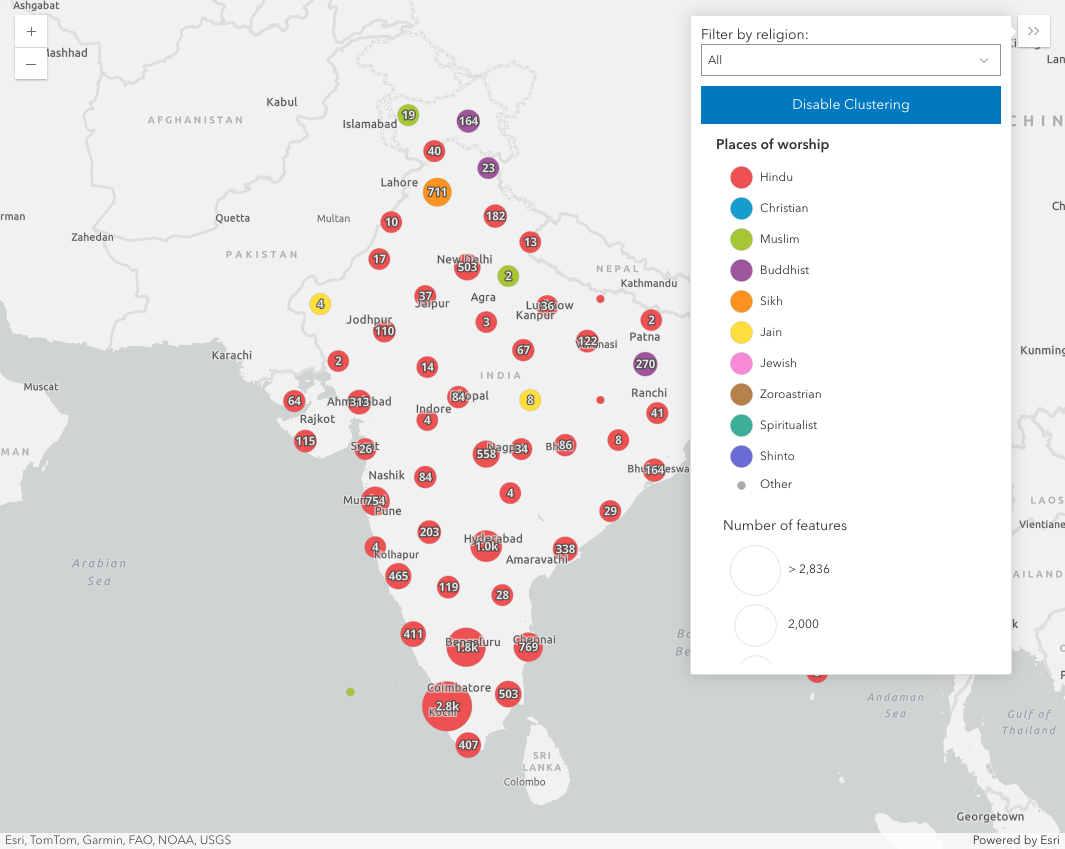 Ashgabat
+
Mashhad
−
Kabul
AFGHANISTAN
Islamabad
19
164
40
23
Lahore
711
10
182
rman
Quetta
Multan
13
Zahedan
PAKISTAN
17
New Delhi
503
2
NEPAL
Kathmandu
4
37
Jaipur
Agra
Lucknow
36
Kanpur
Jodhpur
110
3
2
Patna
122
Varanasi
67
Karachi
2
14
INDIA
270
Muscat
64
Ahmedabad
313
Bhopal
84
8
Ranchi
Rajkot
Indore
4
41
115
Surat
26
Nagpur
558
34
86
8
MAN
Nashik
84
164
Mumbai
754
Pune
4
29
203
Hyderabad
1.0k
338
Amaravathi
4
Kolhapur
Arabian
Sea
465
119
28
411
Bengaluru
1.8k
Chennai
769
Coimbatore
2.8k
Kochi
503
407
SRI
LANKA
Colombo
Filter by religion:
All
Disable Clustering
Places of worship
Hindu
Christian
Muslim
Buddhist
Sikh
Jain
Jewish
Zoroastrian
Spiritualist
Shinto
Other
Number of features
> 2,836
2,000
Lan
CHIN
Ch
Kunming
LAOS
Vientiane
AILAND
k
Andaman
Sea
Gulf of
Thailand
Georgetown
Esri, TomTom, Garmin, FAO, NOAA, USGS
Powered by Esri